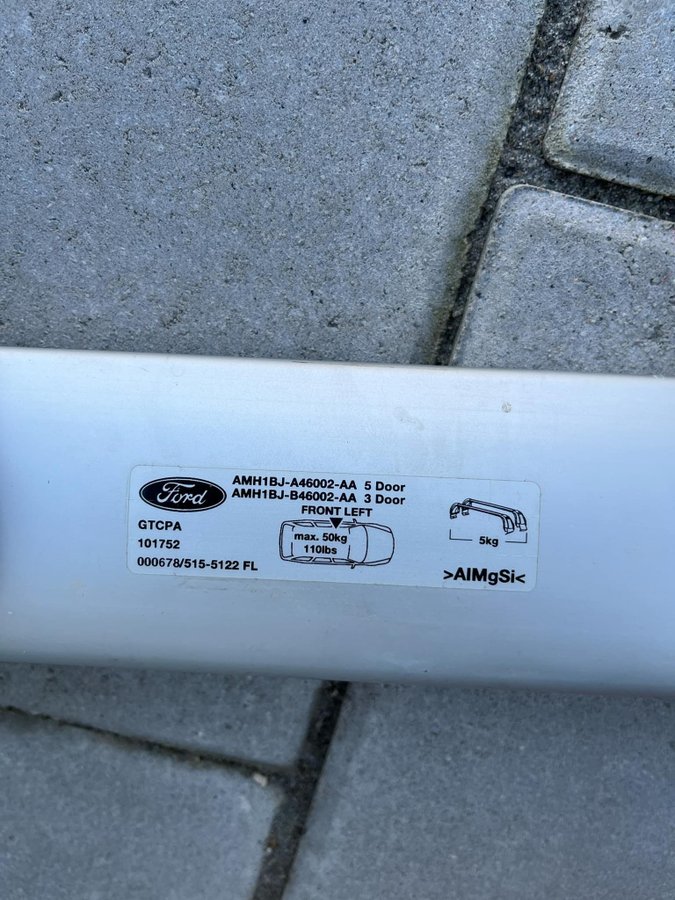 Ford
AMH1BJ-A46002-AA 5 Door
AMH1BJ-B46002-AA 3 Door
FRONT LEFT
GTCPA
101752
000678/515-5122 FL
max. 50kg
110lbs
5kg
>AlMgSi<